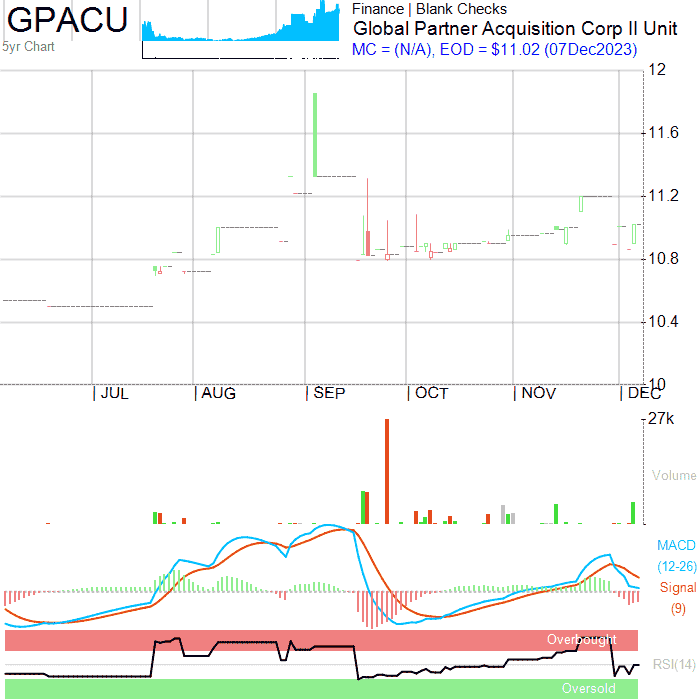 GPACU
5yr Chart
Finance | Blank Checks
Global Partner Acquisition Corp II Unit
MC = (N/A), EOD = $11.02 (07Dec2023)
12
11.6
11.2
10.8
10.4
10
JUL AUG SEP OCT NOV DEC
27k
Volume
MACD
(12-26)
Signal
(9)
Overbought
RSI(14)
Oversold